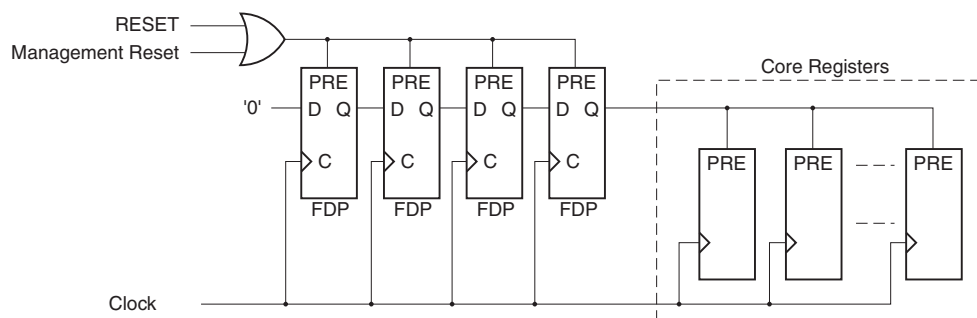 RESET
Management Reset
Core Registers
PRE PRE PRE PRE
'0' D Q D Q D Q D Q
C C C C
PRE PRE PRE
FDP FDP FDP FDP
Clock